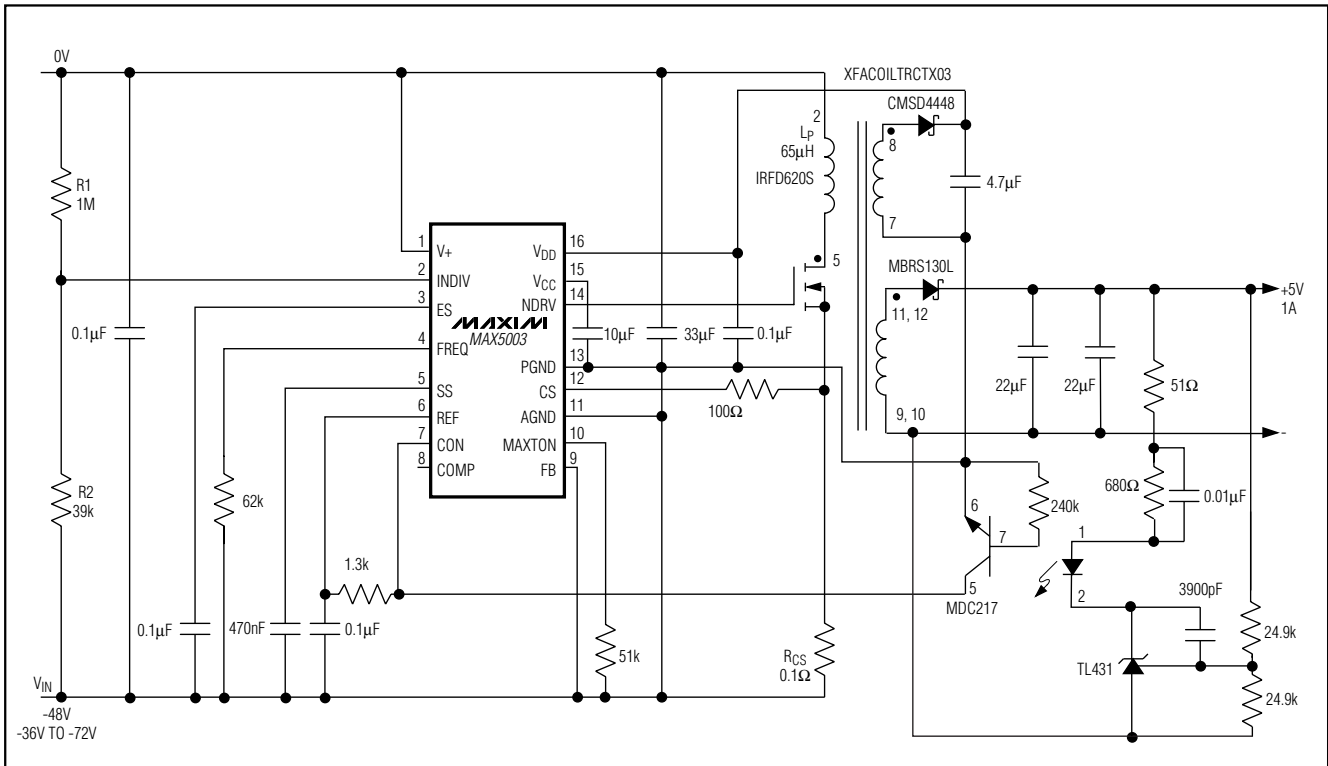 0V
XFACOILTRCTX03
CMSD4448
2
LP
65µH
IRFD620S
8
4.7µF
7
R1
1M
1
V+
VDD
16
2
INDIV
VCC
15
3
ES
NDRV
14
MAXIM
MAX5003
4
FREQ
PGND
13
5
SS
CS
12
6
REF
AGND
11
7
CON
MAXTON
10
8
COMP
FB
9
5
MBRS130L
11, 12
+5V
1A
0.1µF
10µF
33µF
0.1µF
100Ω
22µF
22µF
51Ω
9, 10
-
R2
39k
62k
680Ω
0.01µF
240k
6
7
5
MDC217
1
2
3900pF
1.3k
0.1µF
470nF
0.1µF
51k
RCS
0.1Ω
TL431
24.9k
24.9k
VIN
-48V
-36V TO -72V